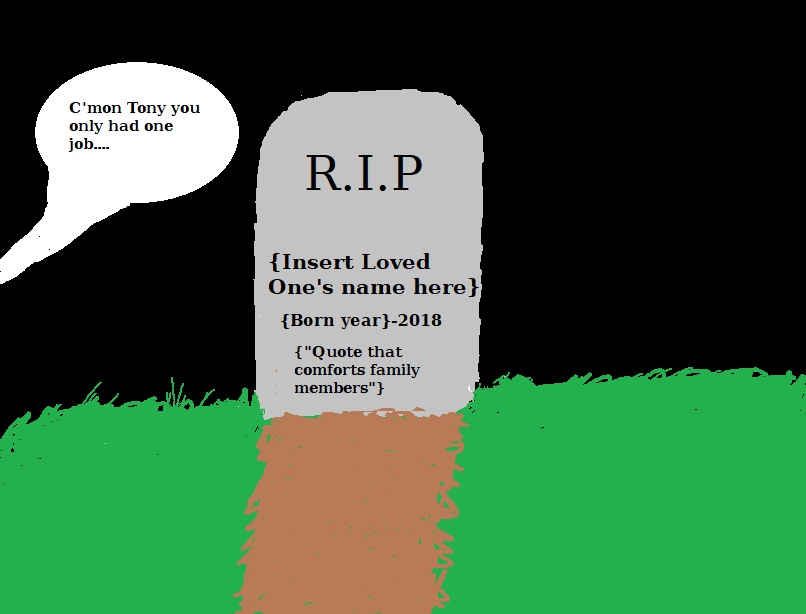 C'mon Tony you
only had one
job....
R.I.P
{Insert Loved
One's name here}
{Born year}-2018
{"Quote that
comforts family
members"}